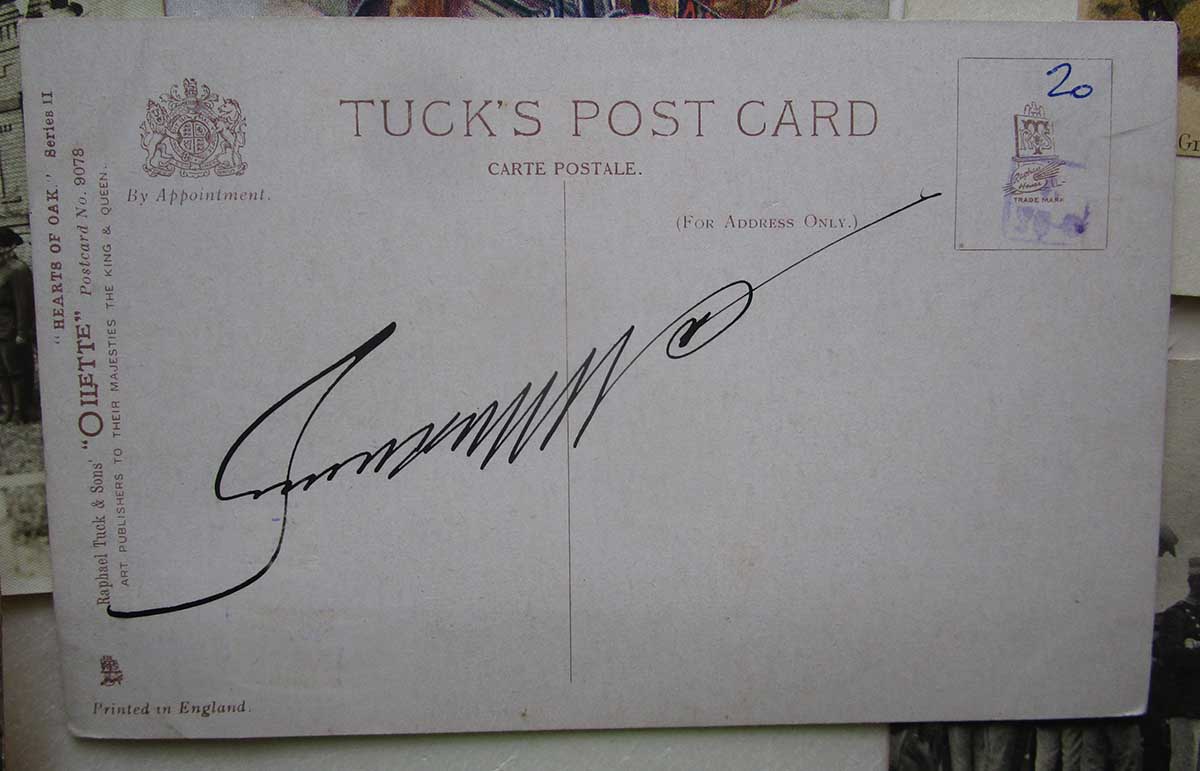 TUCK'S POST CARD
CARTE POSTALE.
By Appointment.
(FOR ADDRESS ONLY.)
20
TRADE MARK
"HEARTS OF OAK." Series II
Raphael Tuck & Sons' "OILETTE" Postcard No. 9078
ART PUBLISHERS TO THEIR MAJESTIES THE KING & QUEEN.
Printed in England.